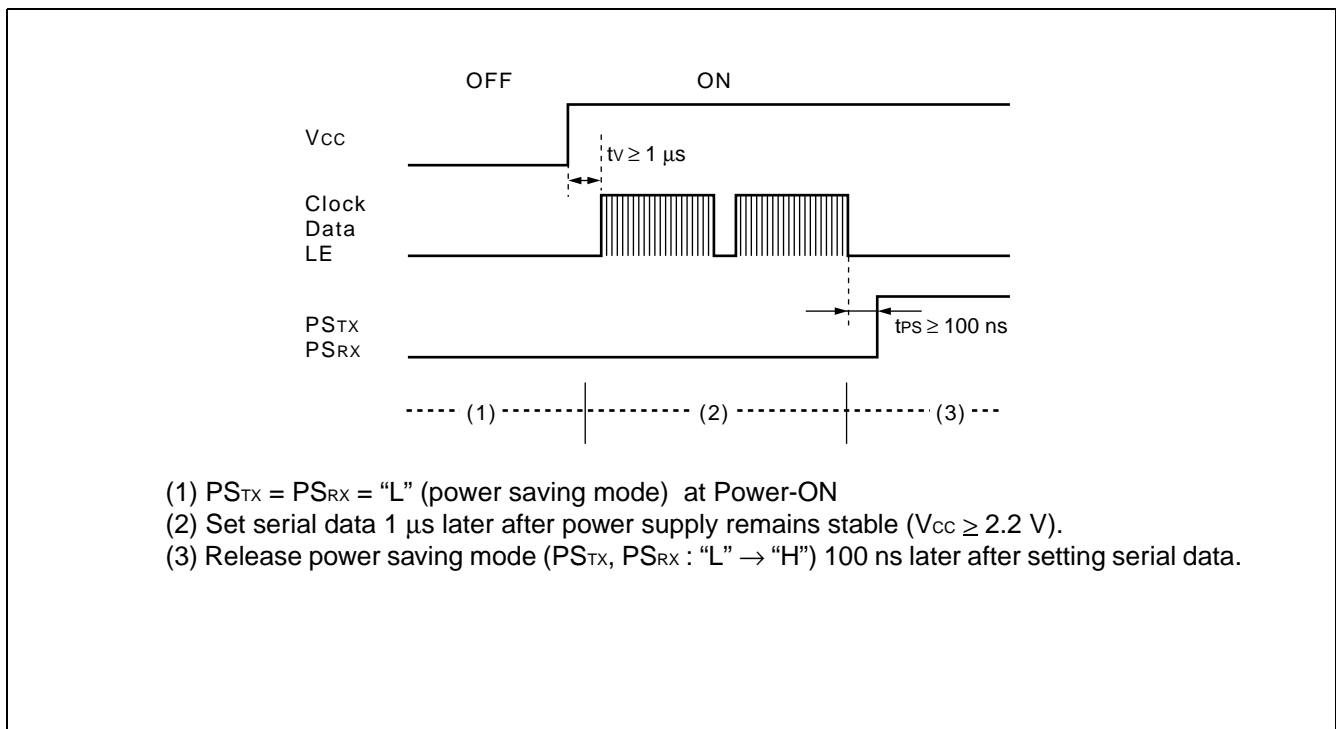 OFF ON
VCC
tV ≥ 1 µs
Clock
Data
LE
PSTX
PSRX
tPS ≥ 100 ns
(1) (2) (3)
(1) PSTX = PSRX = “L” (power saving mode) at Power-ON
(2) Set serial data 1 µs later after power supply remains stable (VCC ≥ 2.2 V).
(3) Release power saving mode (PSTX, PSRX : “L” → “H”) 100 ns later after setting serial data.